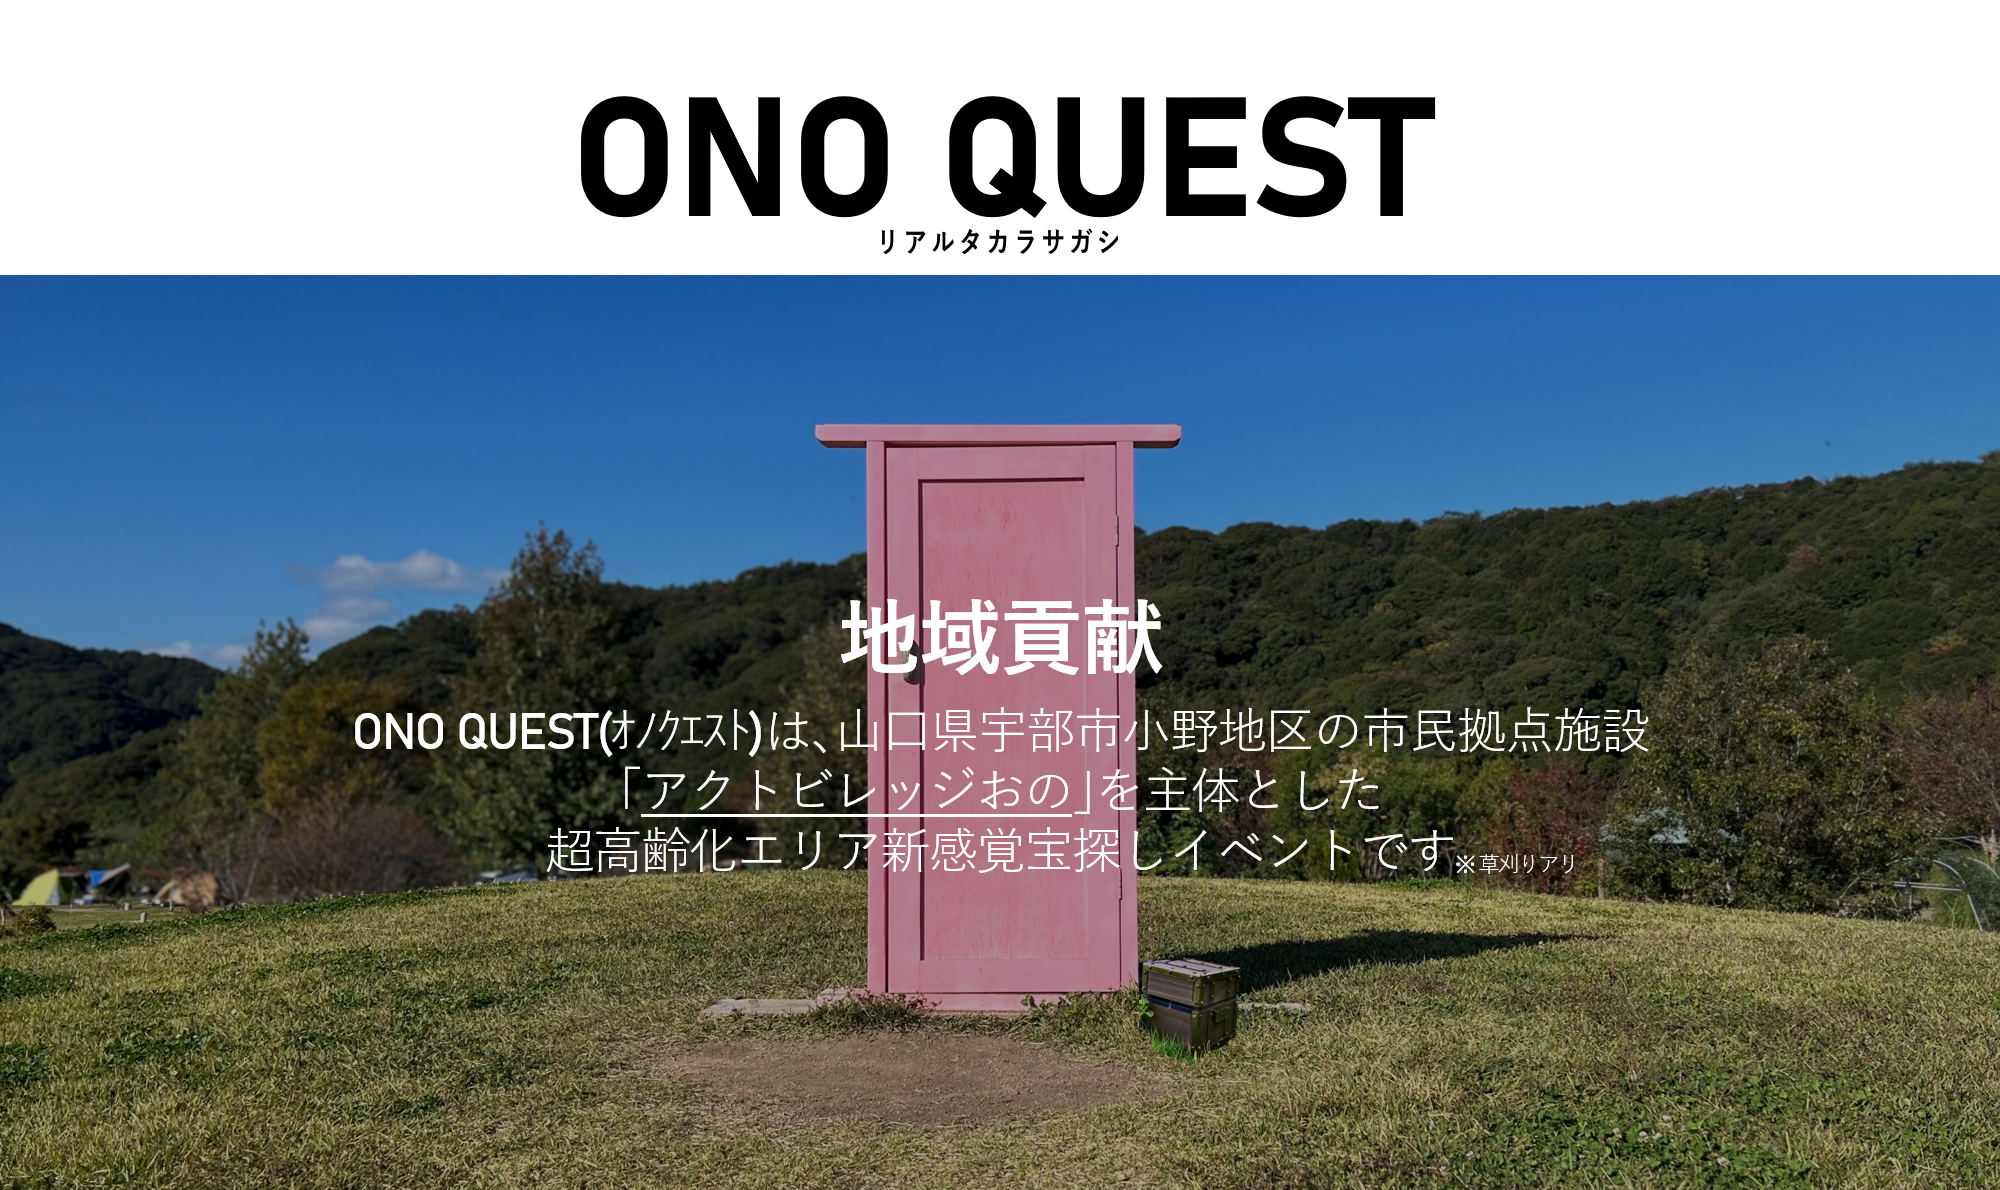 ONO QUEST
リアルタカラサガシ
地域貢献
ONO QUEST(ｵﾉｸｴｽﾄ)は、山口県宇部市小野地区の市民拠点施設
「アクトビレッジおの」を主体とした
超高齢化エリア新感覚宝探しイベントです※草刈りアリ